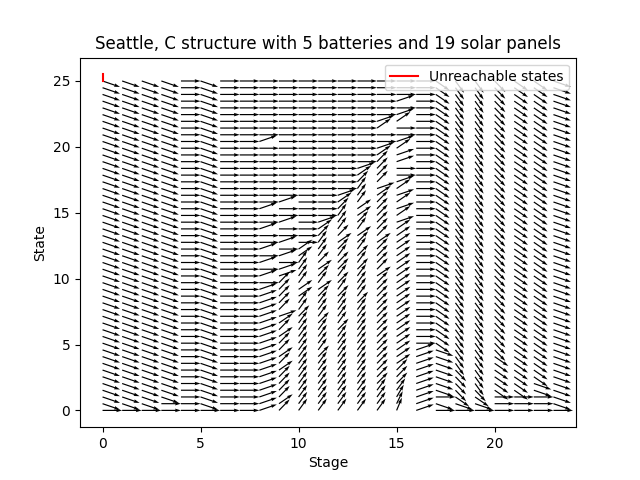 Seattle, C structure with 5 batteries and 19 solar panels
Unreachable states
25
20
15
10
5
0
State
0 5 10 15 20
Stage